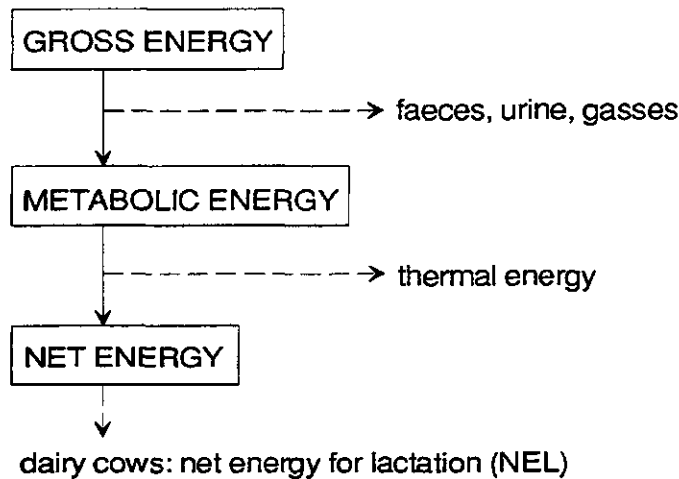 GROSS ENERGY
faeces, urine, gasses
METABOLIC ENERGY
thermal energy
NET ENERGY
dairy cows: net energy for lactation (NEL)